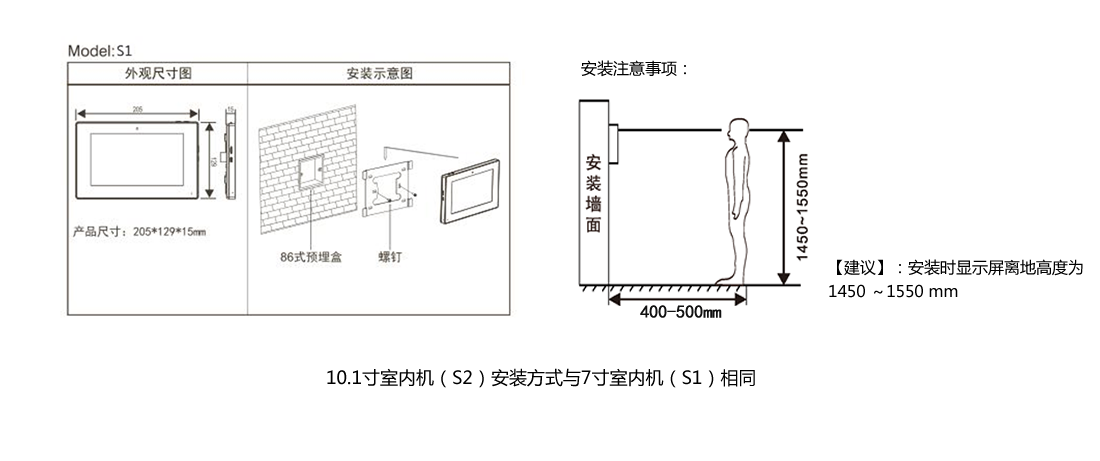 Model:S1
外观尺寸图
安装示意图
205
15
129
产品尺寸：205*129*15mm
86式预埋盒
螺钉
安装注意事项：
安装墙面
1450~1550mm
400-500mm
【建议】：安装时显示屏离地高度为
1450 ～1550 mm
10.1寸室内机（S2）安装方式与7寸室内机（S1）相同